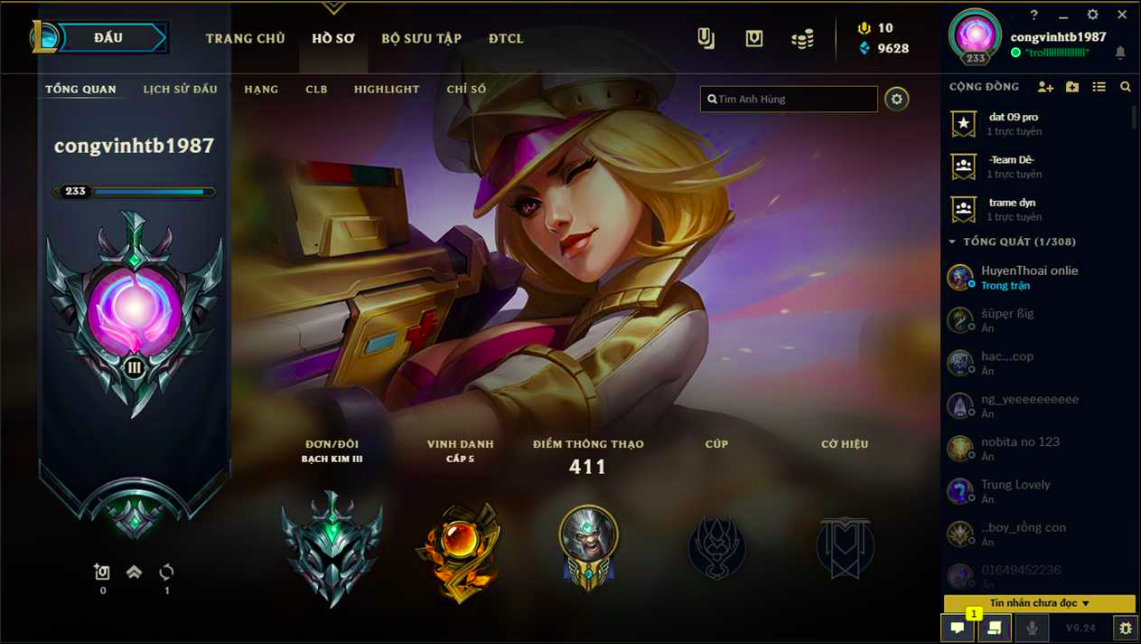 ĐẤU
TRANG CHỦ
HỒ SƠ
BỘ SƯU TẬP
ĐTCL
10
9628
233
congvinhtb1987
TỔNG QUAN
LỊCH SỬ ĐẤU
HẠNG
CLB
HIGHLIGHT
CHỈ SỐ
Tìm Anh Hùng
congvinhtb1987
233
III
ĐƠN/ĐÔI
BẠCH KIM III
VINH DANH
CẤP 5
ĐIỂM THÔNG THẠO
411
CÚP
CỜ HIỆU
0
1
CỘNG ĐỒNG
dat 09 pro
1 trực tuyến
-Team Dê-
1 trực tuyến
trame dyn
1 trực tuyến
TỔNG QUÁT (1/308)
HuyenThoai onlie
Trong trận
šüpęr ßig
Ẩn
hac...cop
Ẩn
ng_yeeeeeeeeee
Ẩn
nobita no 123
Ẩn
Trung Lovely
Ẩn
..boy_ròng con
Ẩn
01649452236
Ẩn
Tin nhắn chưa đọc
1
V9.24